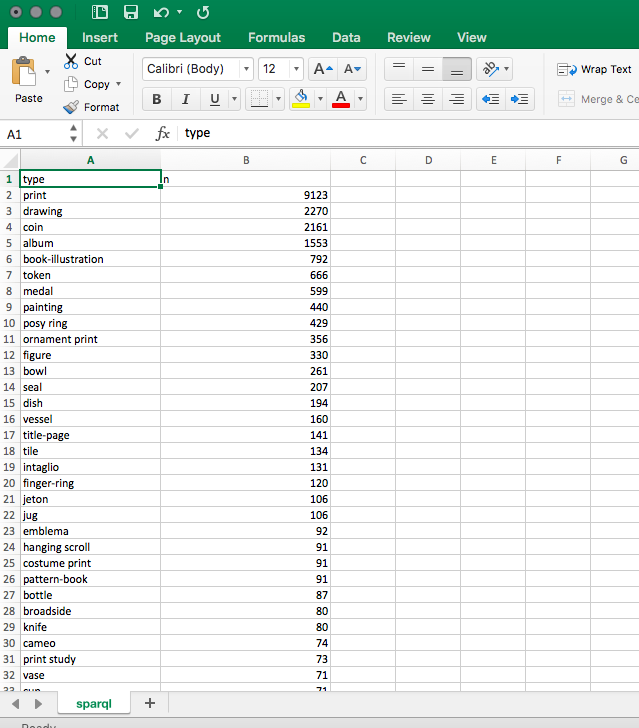 Home Insert Page Layout Formulas Data Review View
Paste Cut Copy Format Calibri (Body) 12 A A B I U A Wrap Text Merge & Ce
A1 fx type
A B C D E F G
1 type n
2 print 9123
3 drawing 2270
4 coin 2161
5 album 1553
6 book-illustration 792
7 token 666
8 medal 599
9 painting 440
10 posy ring 429
11 ornament print 356
12 figure 330
13 bowl 261
14 seal 207
15 dish 194
16 vessel 160
17 title-page 141
18 tile 134
19 intaglio 131
20 finger-ring 120
21 jeton 106
22 jug 106
23 emblema 92
24 hanging scroll 91
25 costume print 91
26 pattern-book 91
27 bottle 87
28 broadside 80
29 knife 80
30 cameo 74
31 print study 73
32 vase 71
33 cup 71
sparql +
Ready